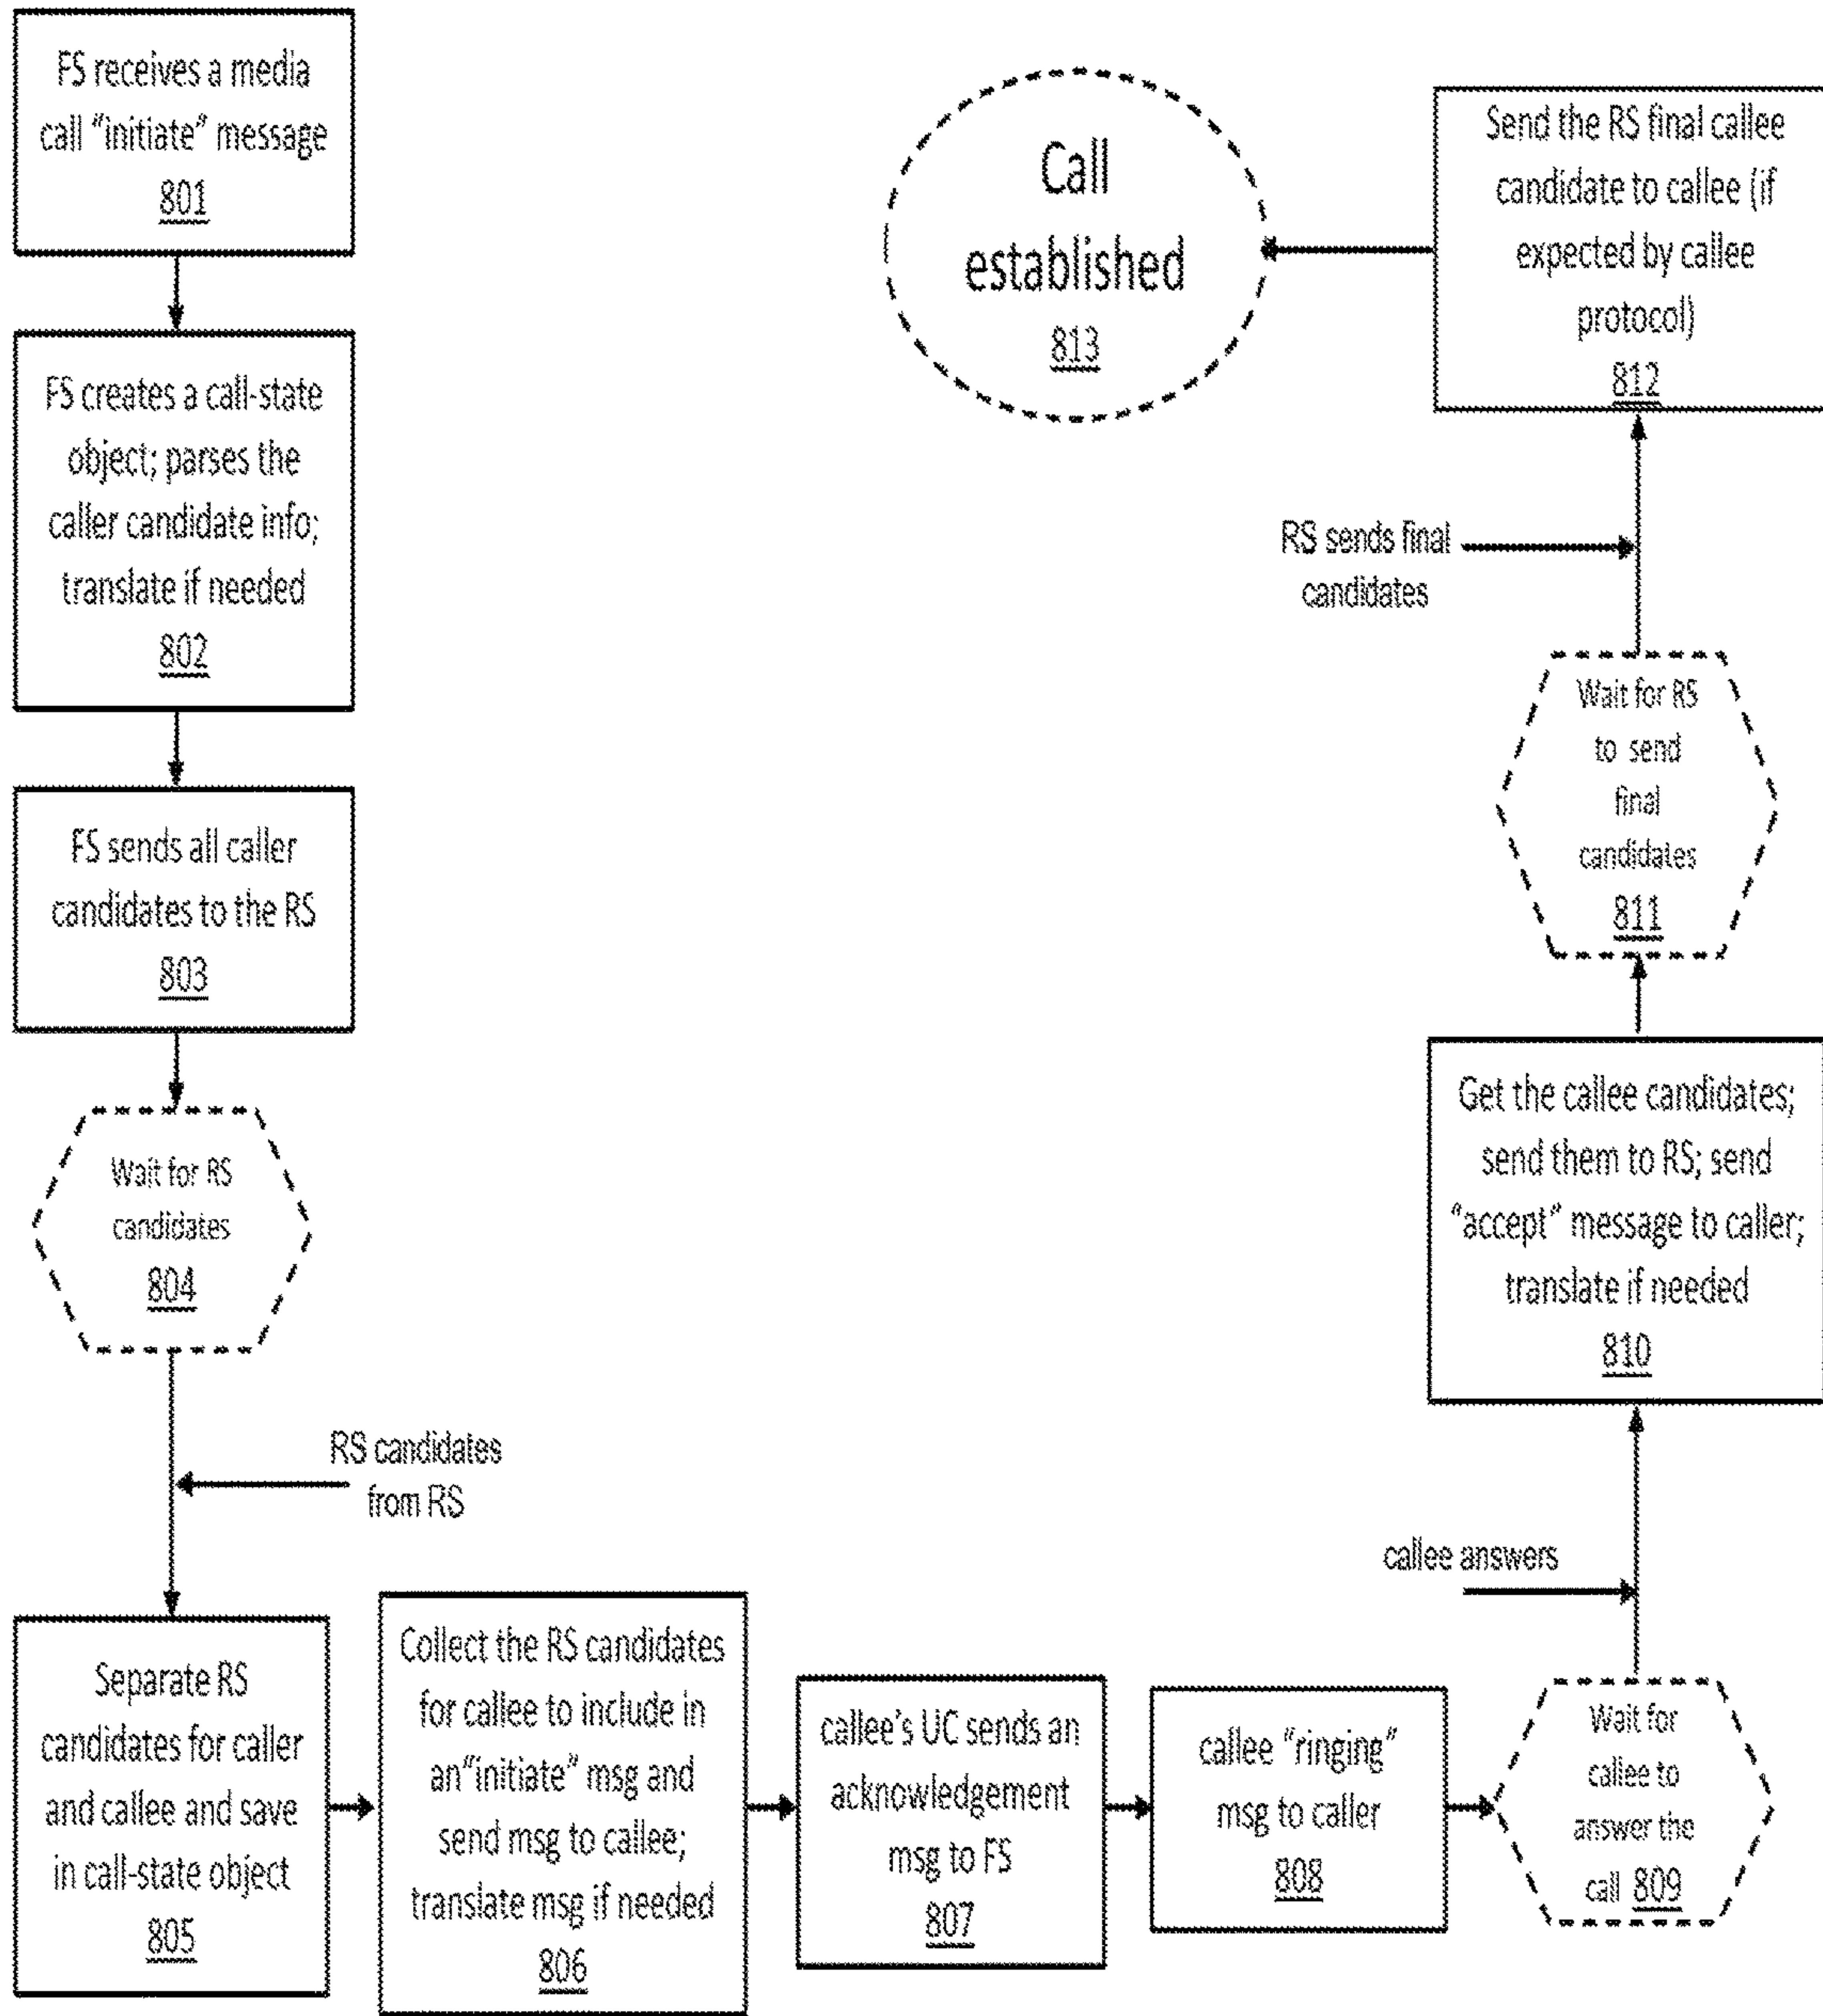 FS receives a media
call "initiate" message
801
FS creates a call-state
object; parses the
caller candidate info;
translate if needed
802
FS sends all caller
candidates to the RS
803
Wait for RS
candidates
804
RS candidates
from RS
Separate RS
candidates for caller
and callee and save
in call-state object
805
Collect the RS candidates
for callee to include in
an"initiate" msg and
send msg to callee;
translate msg if needed
806
callee's UC sends an
acknowledgement
msg to FS
807
callee "ringing"
msg to caller
808
Wait for
callee to
answer the
call 809
callee answers
Get the callee candidates;
send them to RS; send
"accept" message to caller;
translate if needed
810
Wait for RS
to send
final
candidates
811
RS sends final
candidates
Send the RS final callee
candidate to callee (if
expected by callee
protocol)
812
Call
established
813